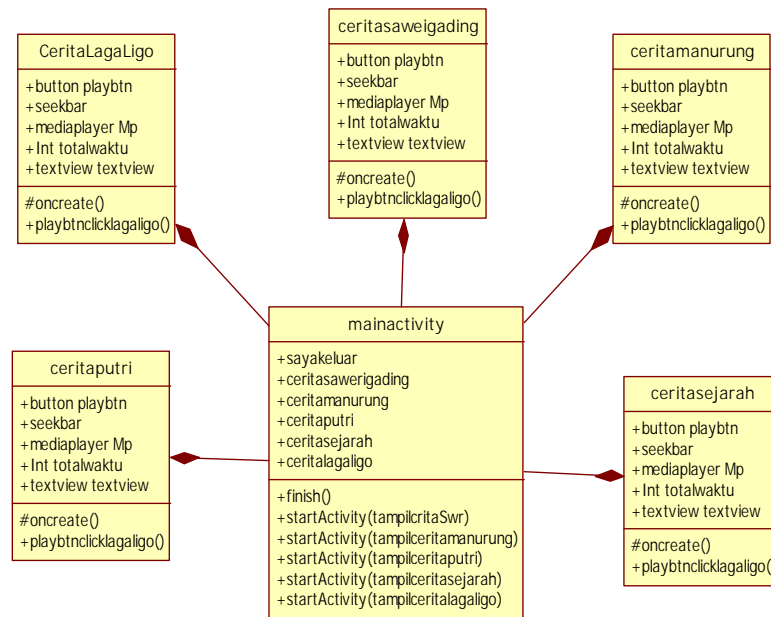 CeritaLagaLigo
+button playbtn
+seekbar
+mediaplayer Mp
+Int totalwaktu
+textview textview
#oncreate()
+playbtnclicklagaligo()
ceritasaweigading
+button playbtn
+seekbar
+mediaplayer Mp
+Int totalwaktu
+textview textview
#oncreate()
+playbtnclicklagaligo()
ceritamanurung
+button playbtn
+seekbar
+mediaplayer Mp
+Int totalwaktu
+textview textview
#oncreate()
+playbtnclicklagaligo()
ceritaputri
+button playbtn
+seekbar
+mediaplayer Mp
+Int totalwaktu
+textview textview
#oncreate()
+playbtnclicklagaligo()
mainactivity
+sayakeluar
+ceritasawerigading
+ceritamanurung
+ceritaputri
+ceritasejarah
+ceritalagaligo
+finish()
+startActivity(tampilcritaSwr)
+startActivity(tampilceritamanurung)
+startActivity(tampilceritaputri)
+startActivity(tampilceritasejarah)
+startActivity(tampilceritalagaligo)
ceritasejarah
+button playbtn
+seekbar
+mediaplayer Mp
+Int totalwaktu
+textview textview
#oncreate()
+playbtnclicklagaligo(